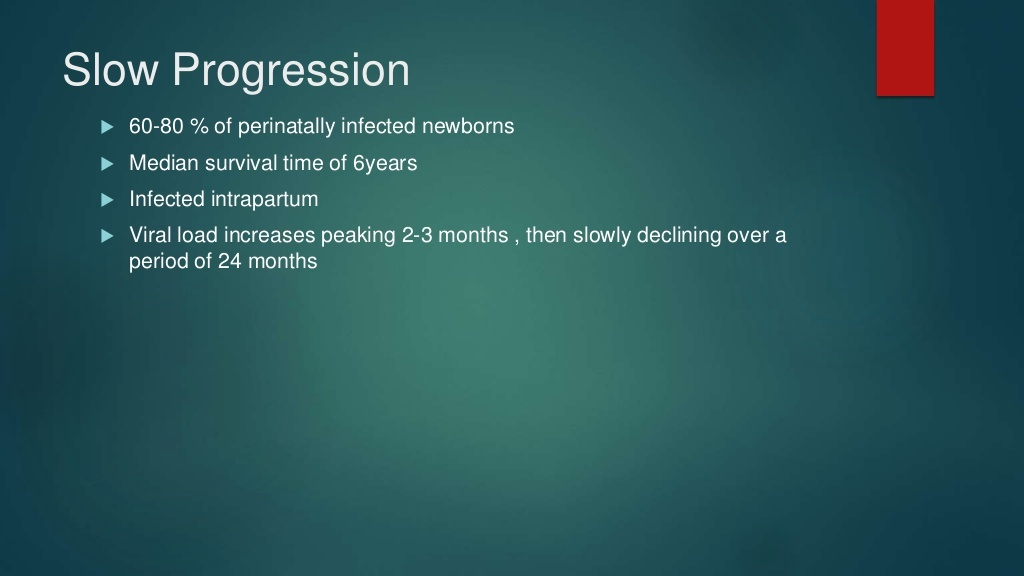 Slow Progression
60-80 % of perinatally infected newborns
Median survival time of 6years
Infected intrapartum
Viral load increases peaking 2-3 months , then slowly declining over a
period of 24 months